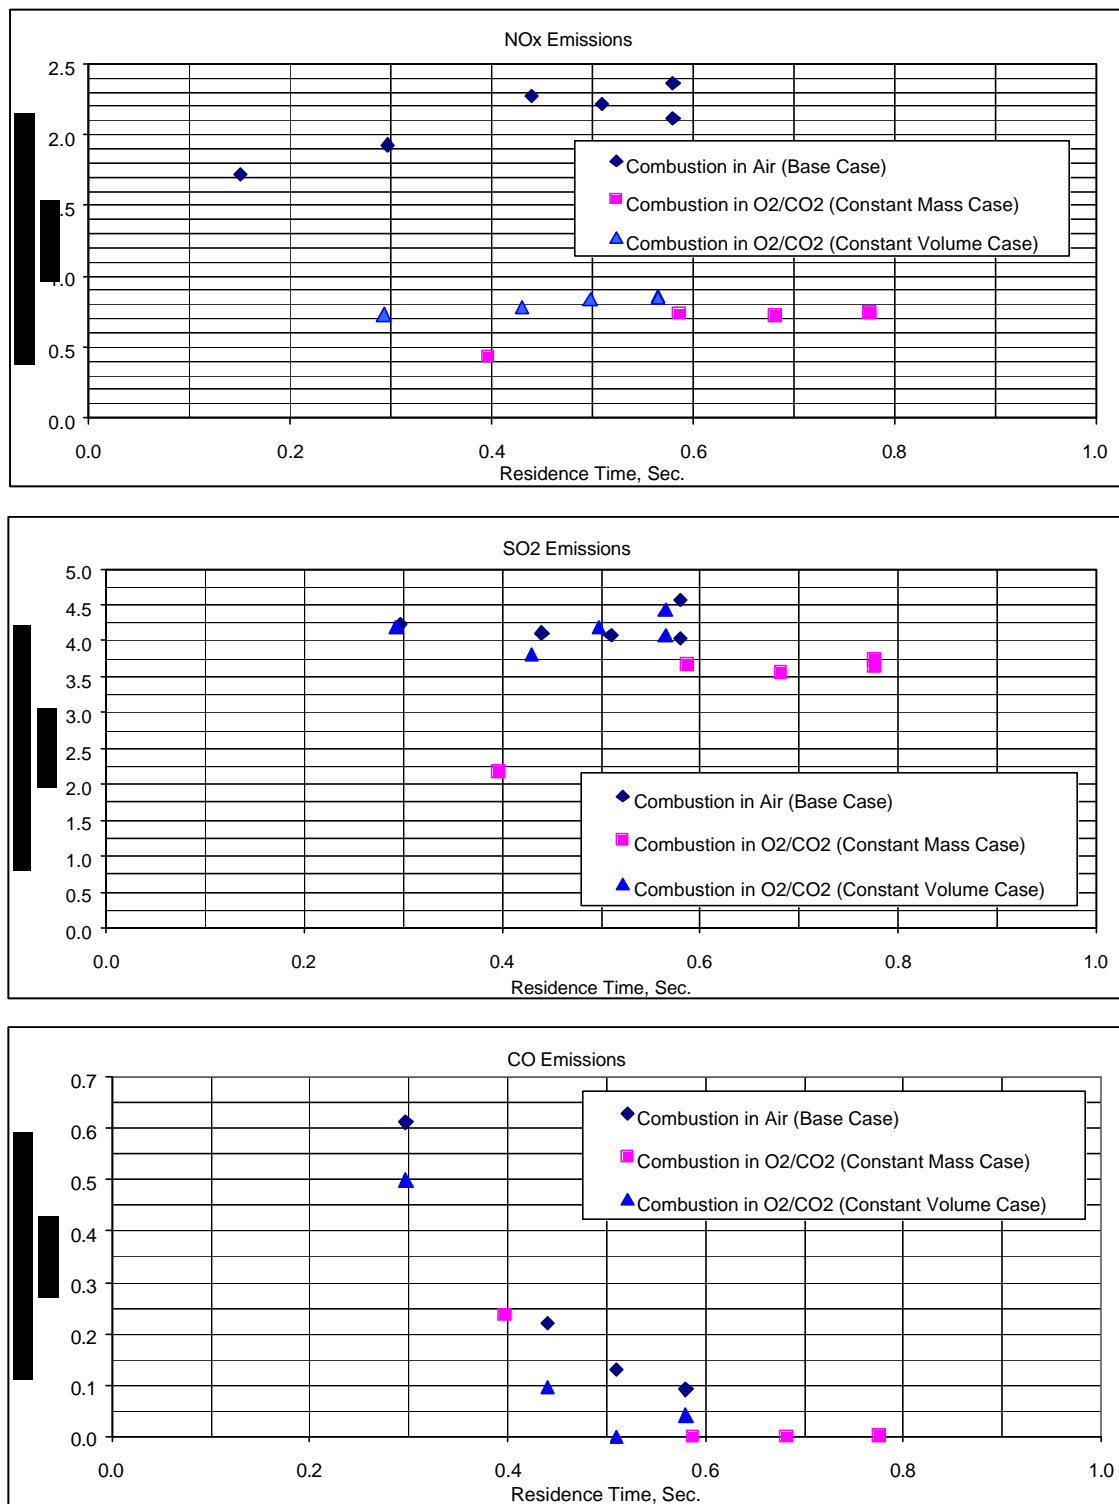 NOx Emissions
2.5
2.0
.5
.0
0.5
0.0
Combustion in Air (Base Case)
Combustion in O2/CO2 (Constant Mass Case)
Combustion in O2/CO2 (Constant Volume Case)
0.0 0.2 0.4 0.6 0.8 1.0
Residence Time, Sec.
SO2 Emissions
5.0
4.5
4.0
3.5
3.0
2.5
2.0
1.5
1.0
0.5
0.0
Combustion in Air (Base Case)
Combustion in O2/CO2 (Constant Mass Case)
Combustion in O2/CO2 (Constant Volume Case)
0.0 0.2 0.4 0.6 0.8 1.0
Residence Time, Sec.
CO Emissions
0.7
0.6
0.5
0.4
0.3
0.2
0.1
0.0
Combustion in Air (Base Case)
Combustion in O2/CO2 (Constant Mass Case)
Combustion in O2/CO2 (Constant Volume Case)
0.0 0.2 0.4 0.6 0.8 1.0
Residence Time, Sec.